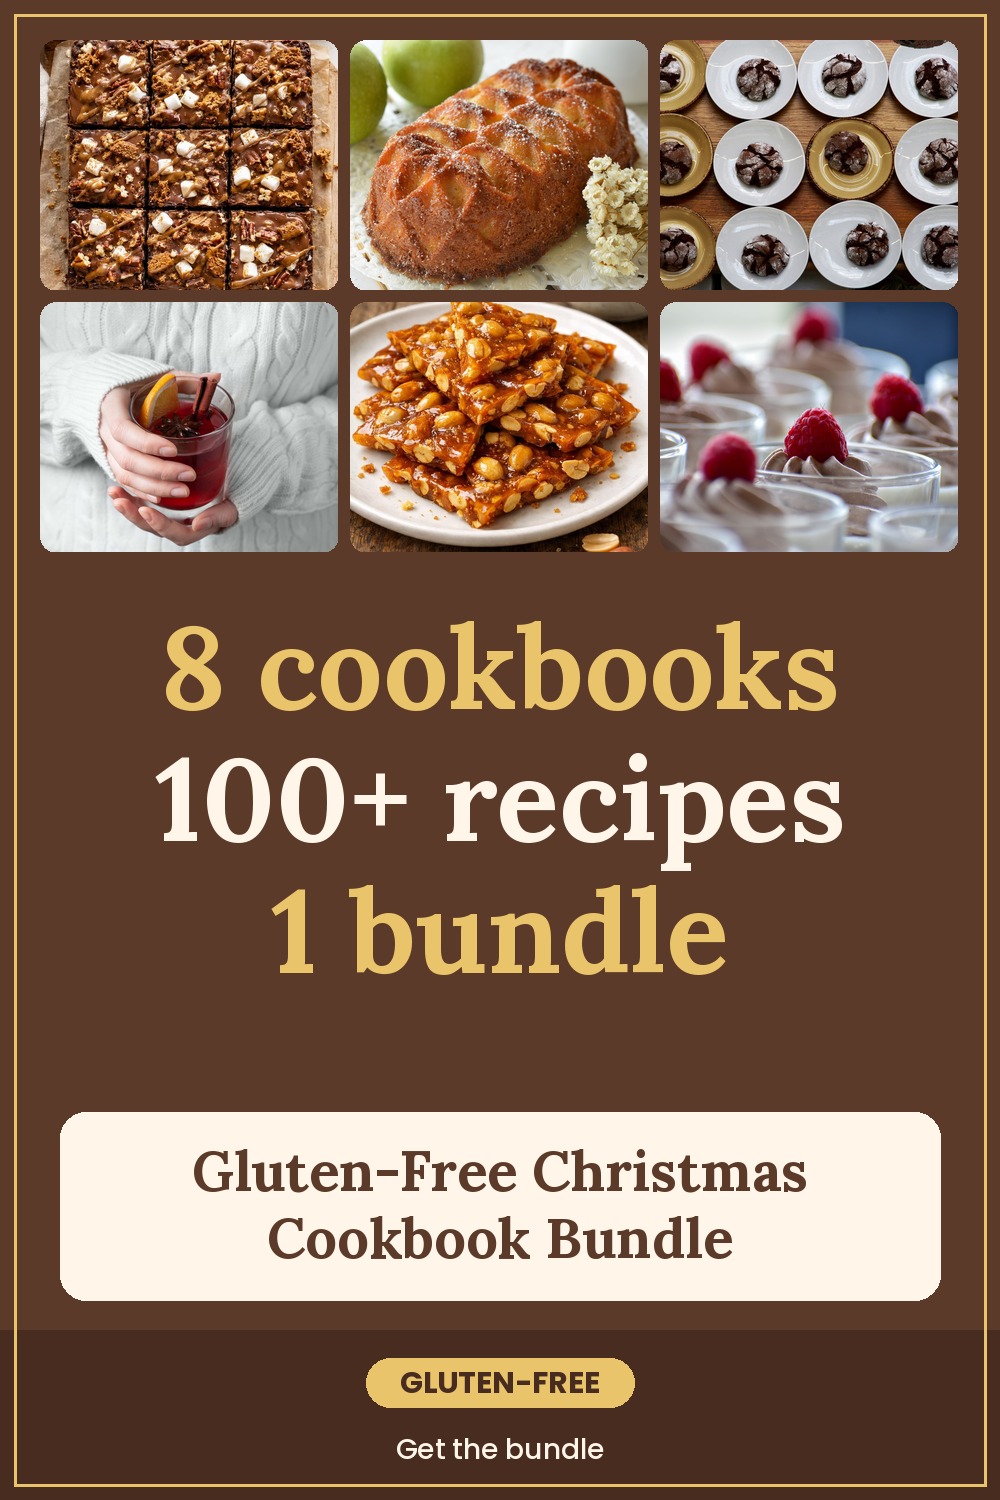 8 cookbooks
100+ recipes
1 bundle
Gluten-Free Christmas
Cookbook Bundle
GLUTEN-FREE
Get the bundle